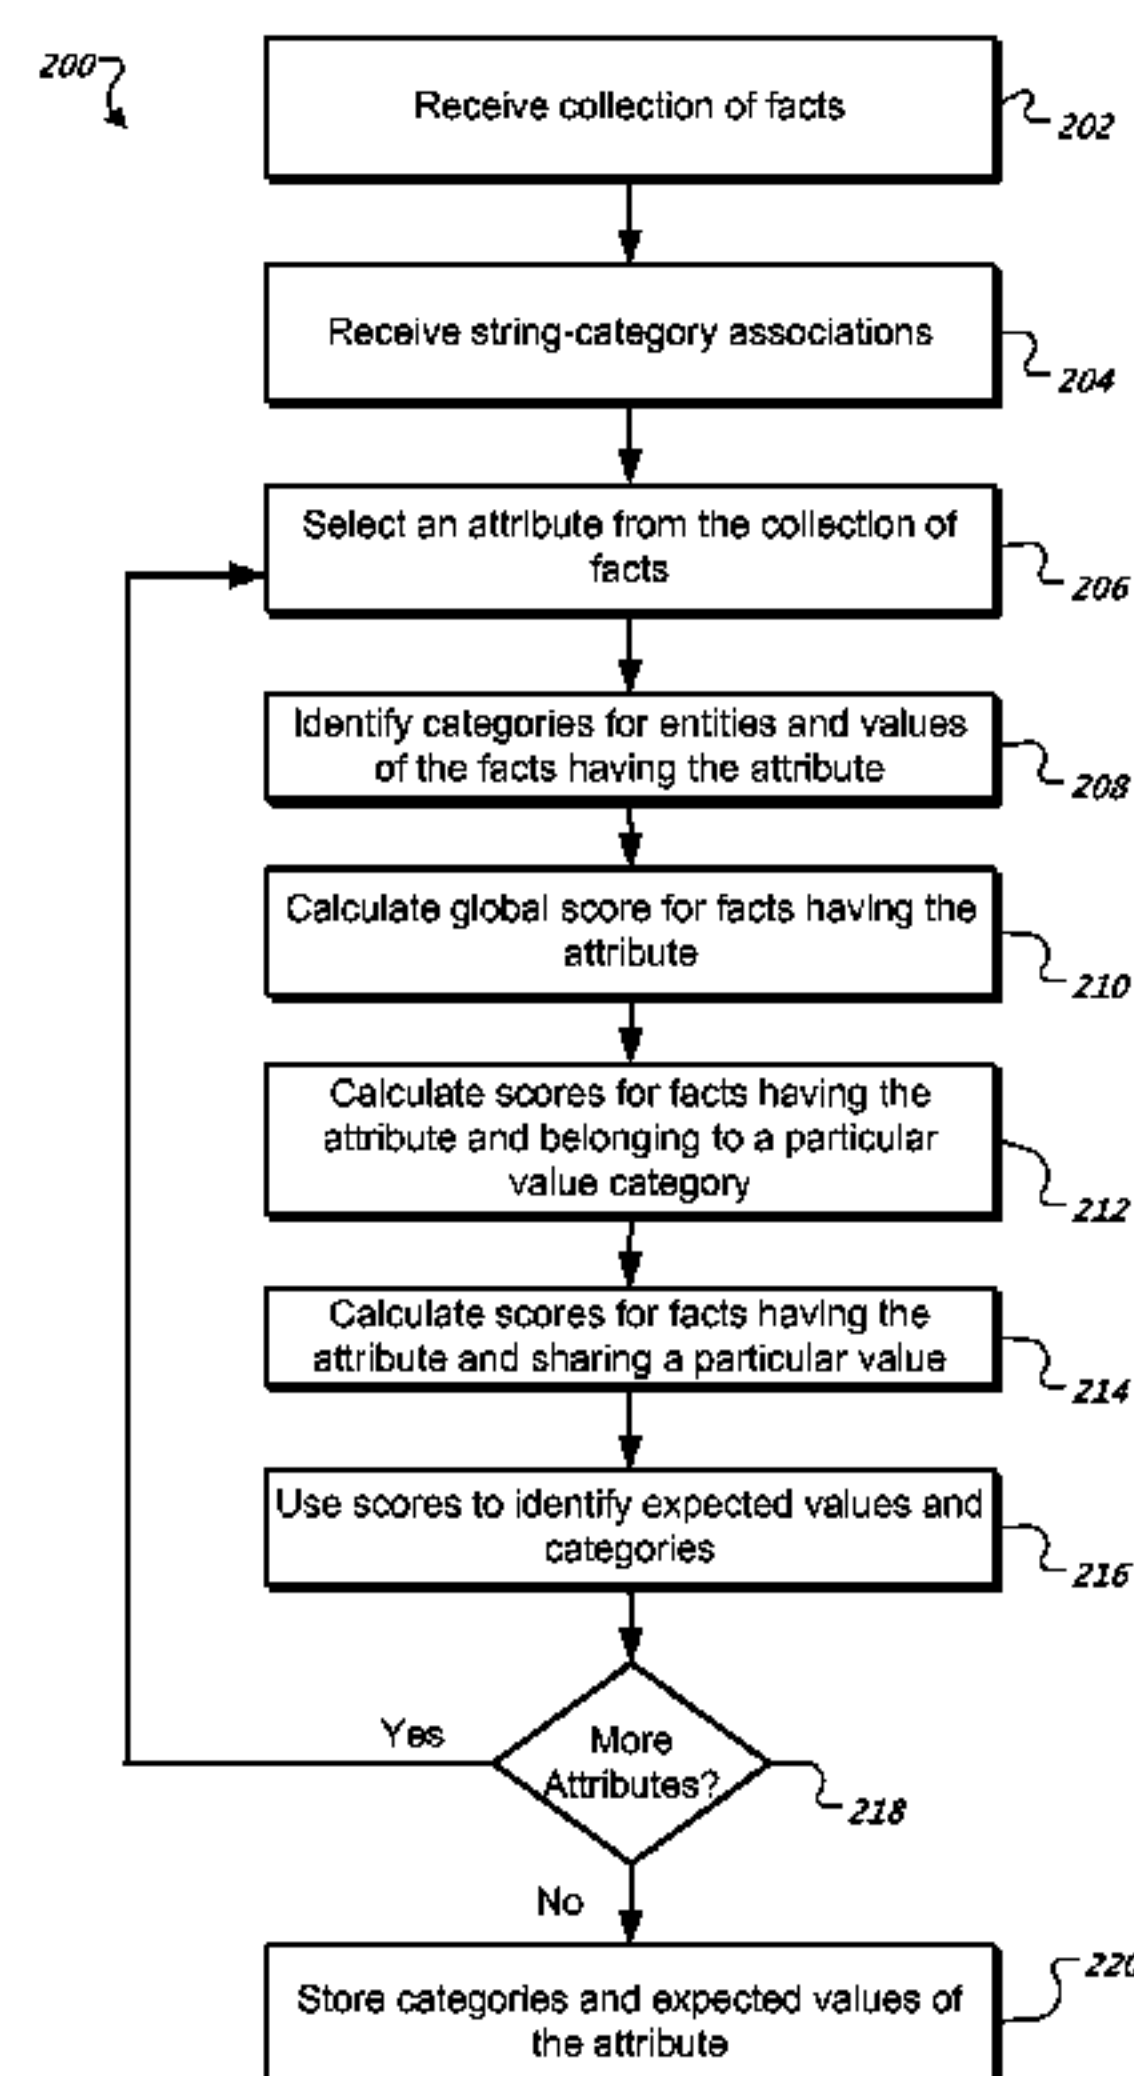 200
Receive collection of facts
202
Receive string-category associations
204
Select an attribute from the collection of
facts
206
Identify categories for entities and values
of the facts having the attribute
208
Calculate global score for facts having the
attribute
210
Calculate scores for facts having the
attribute and belonging to a particular
value category
212
Calculate scores for facts having the
attribute and sharing a particular value
214
Use scores to identify expected values and
categories
216
Yes
More
Attributes?
218
No
220
Store categories and expected values of
the attribute